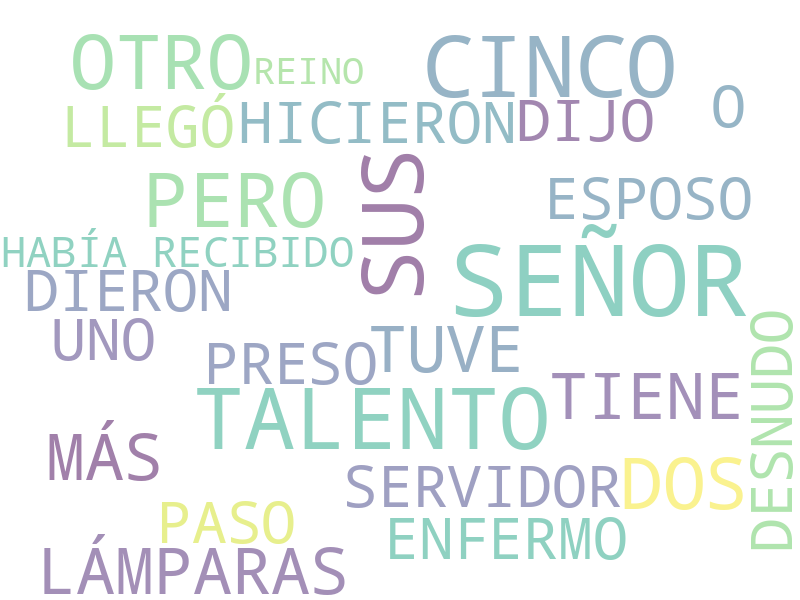 OTRO
REINO
CINCO
LLEGÓ
HICIERON
DIJO
O
PERO
SUS
ESPOSO
HABÍA RECIBIDO
SEÑOR
DIERON
UNO
PRESO
TUVE
DESNUDO
TALENTO
TIENE
MÁS
SERVIDOR
DOS
PASO
ENFERMO
LÁMPARAS